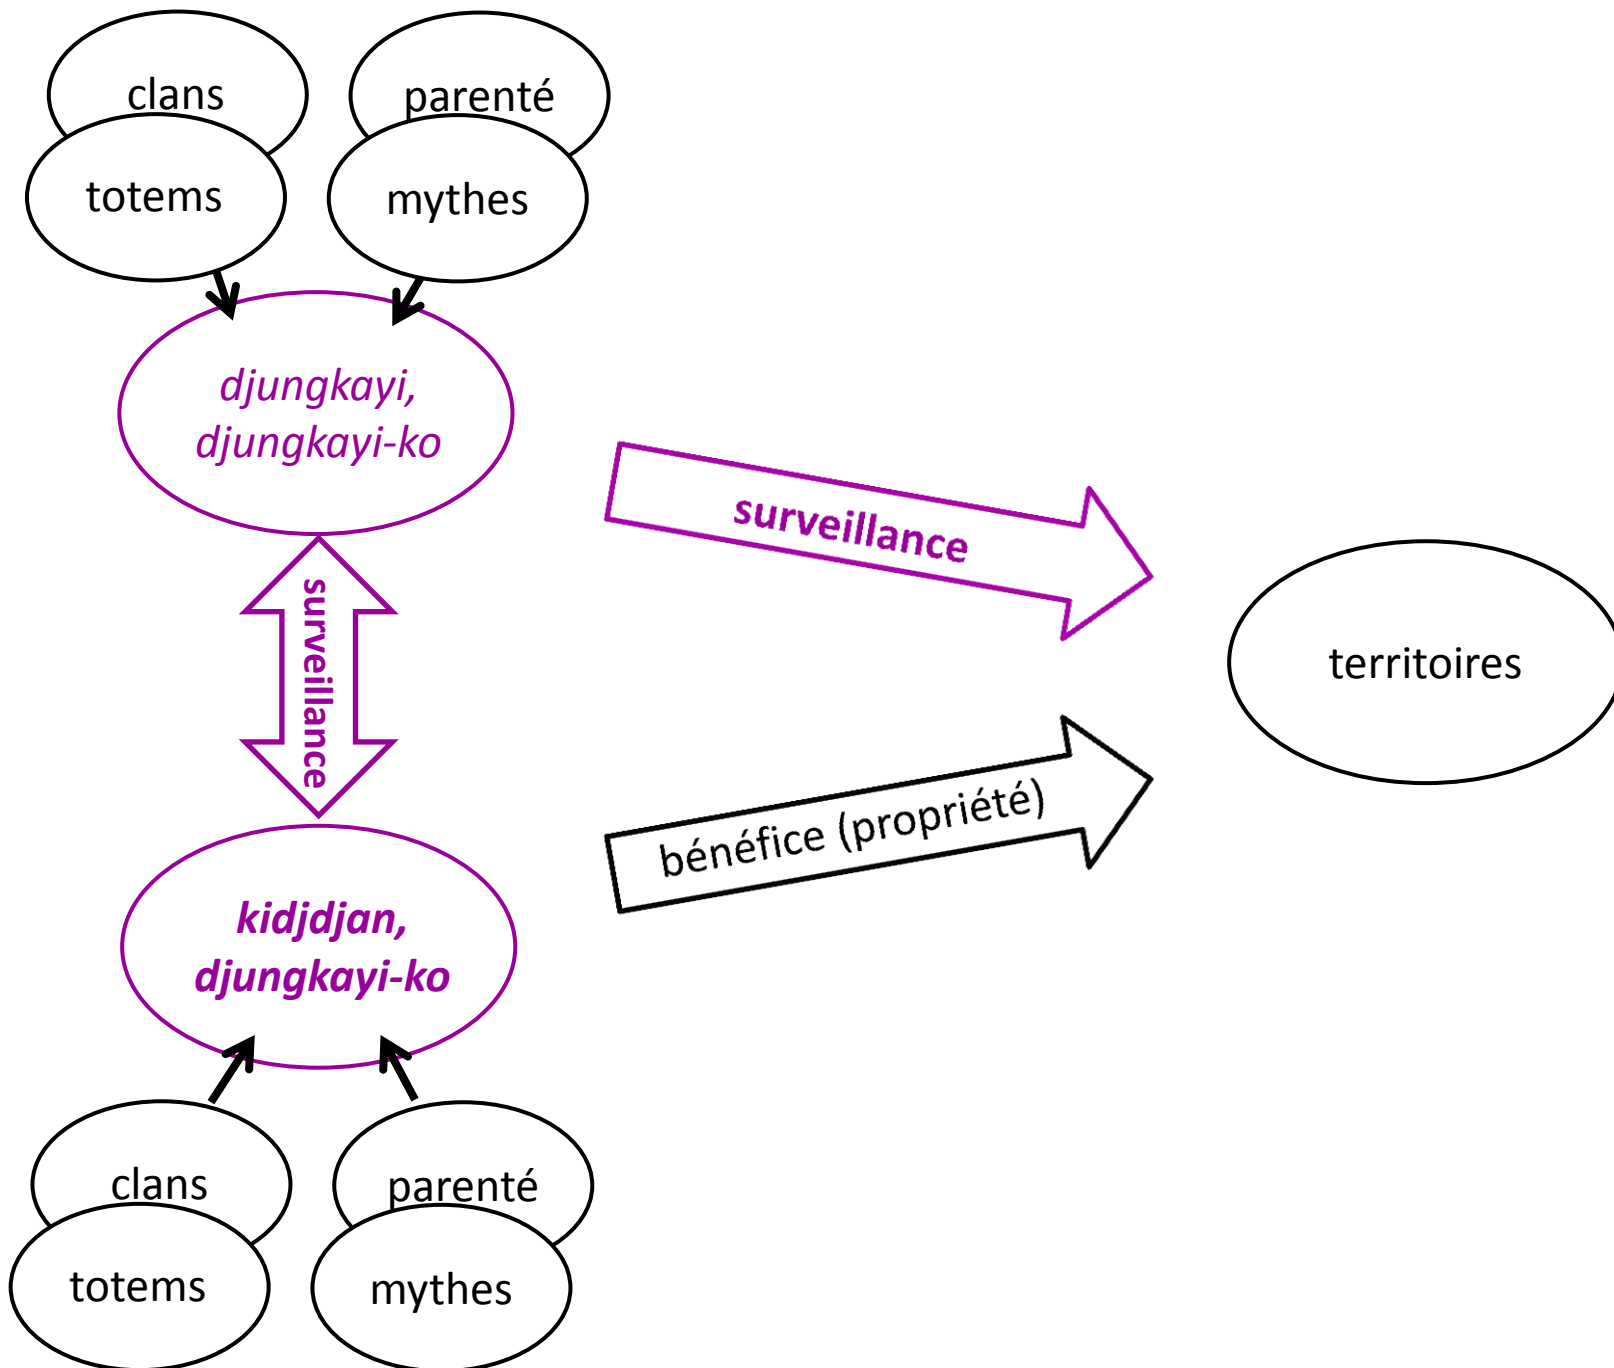 clans
parenté
totems
mythes
djungkayi,
djungkayi-ko
surveillance
surveillance
territoires
bénéfice (propriété)
kidjdjan,
djungkayi-ko
clans
parenté
totems
mythes